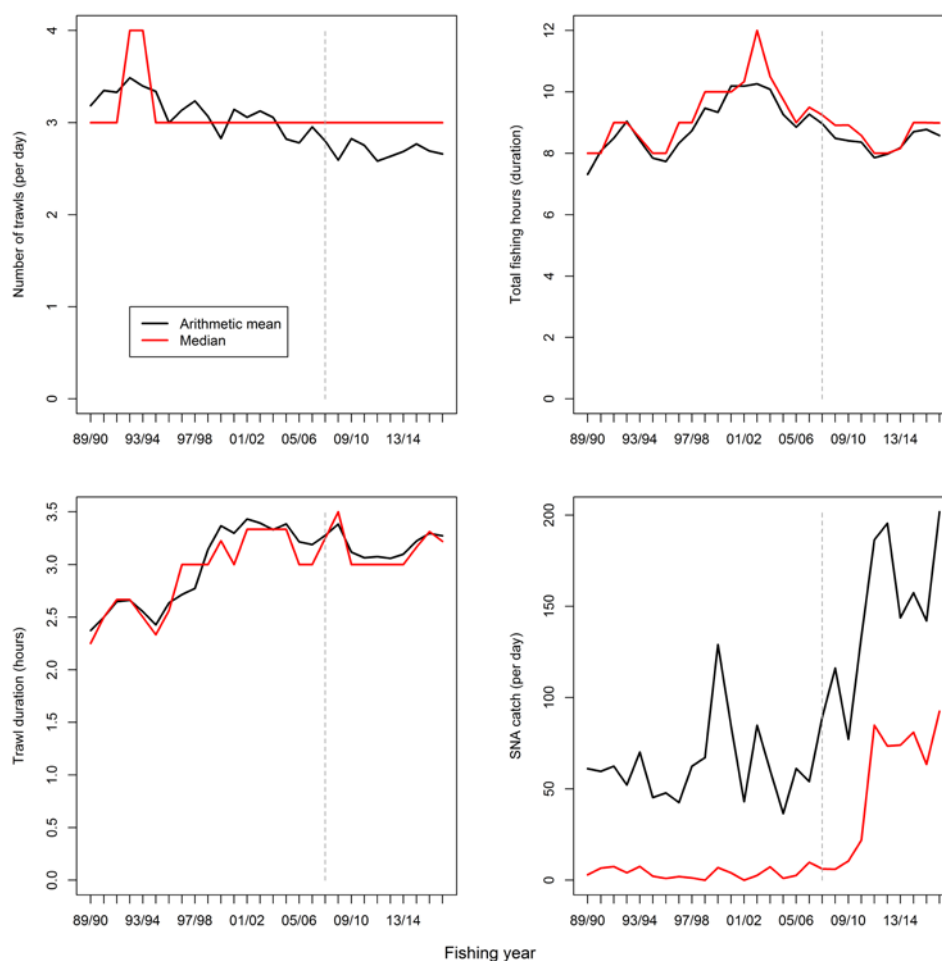 Number of trawls (per day)
4
3
2
1
0
Arithmetic mean
Median
89/90 93/94 97/98 01/02 05/06 09/10 13/14
Total fishing hours (duration)
12
10
8
6
4
2
0
89/90 93/94 97/98 01/02 05/06 09/10 13/14
Trawl duration (hours)
3.5
3.0
2.5
2.0
1.5
1.0
0.5
0.0
89/90 93/94 97/98 01/02 05/06 09/10 13/14
SNA catch (per day)
200
150
100
50
0
89/90 93/94 97/98 01/02 05/06 09/10 13/14
Fishing year